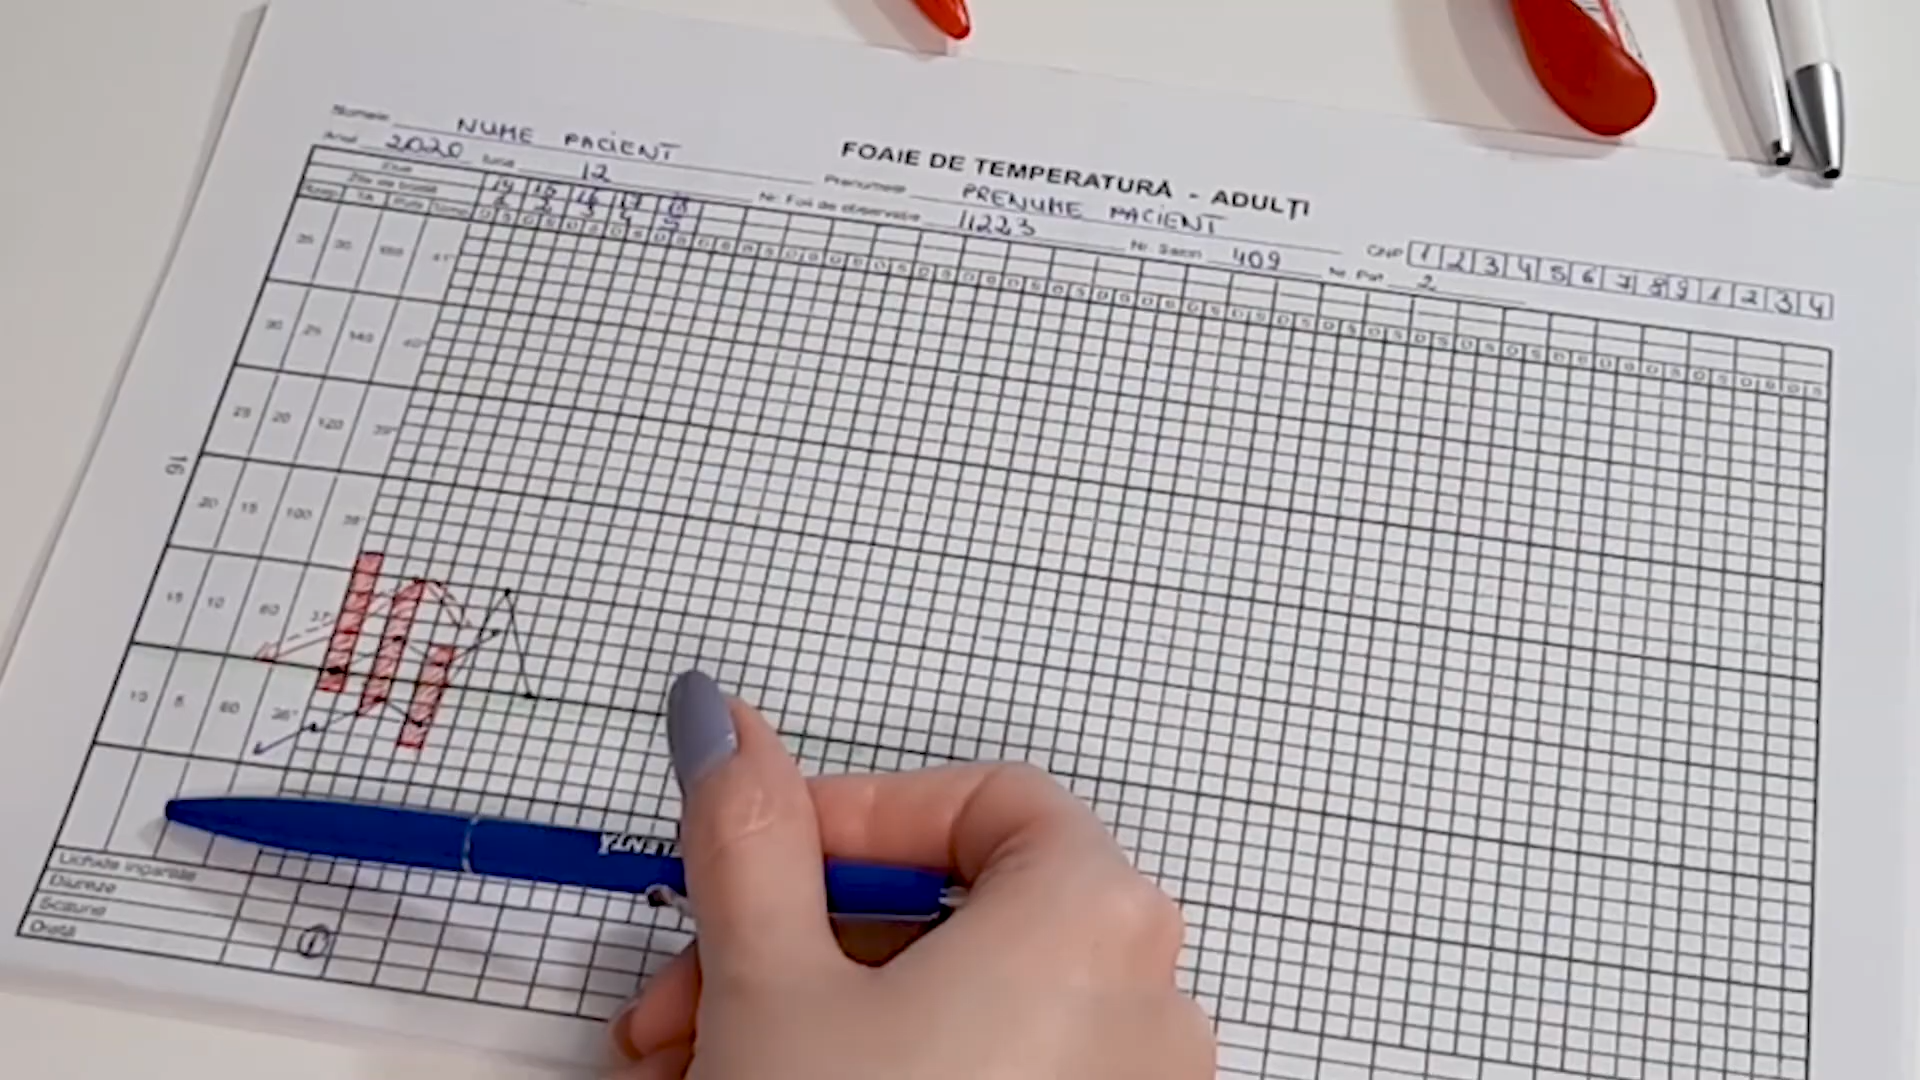 Numele NUME PACIENT
FOAIE DE TEMPERATURĂ - ADULȚI
Anul 2020 luna 12
Prenumele PRENUME PACIENT
Nr. Foii de observație 11223
Nr. Salon 409
Nr. Pat 2
CNP 1 2 3 4 5 6 7 8 9 1 2 3 4
Ziua 14 15 16 17 18
Zile de boală 1 2 3 4 5
Resp. TA Puls Temp.
D S D S D S D S D S D S D S D S D S D S D S D S D S D S D S D S D S D S D S D S D S D S D S D S D S D S D S D S D S D S
35 30 160 41°
30 25 140 40°
25 20 120 39°
20 15 100 38°
15 10 80 37°
10 5 60 36°
16
Lichide ingerate
Diureze
Scaune
Dietă